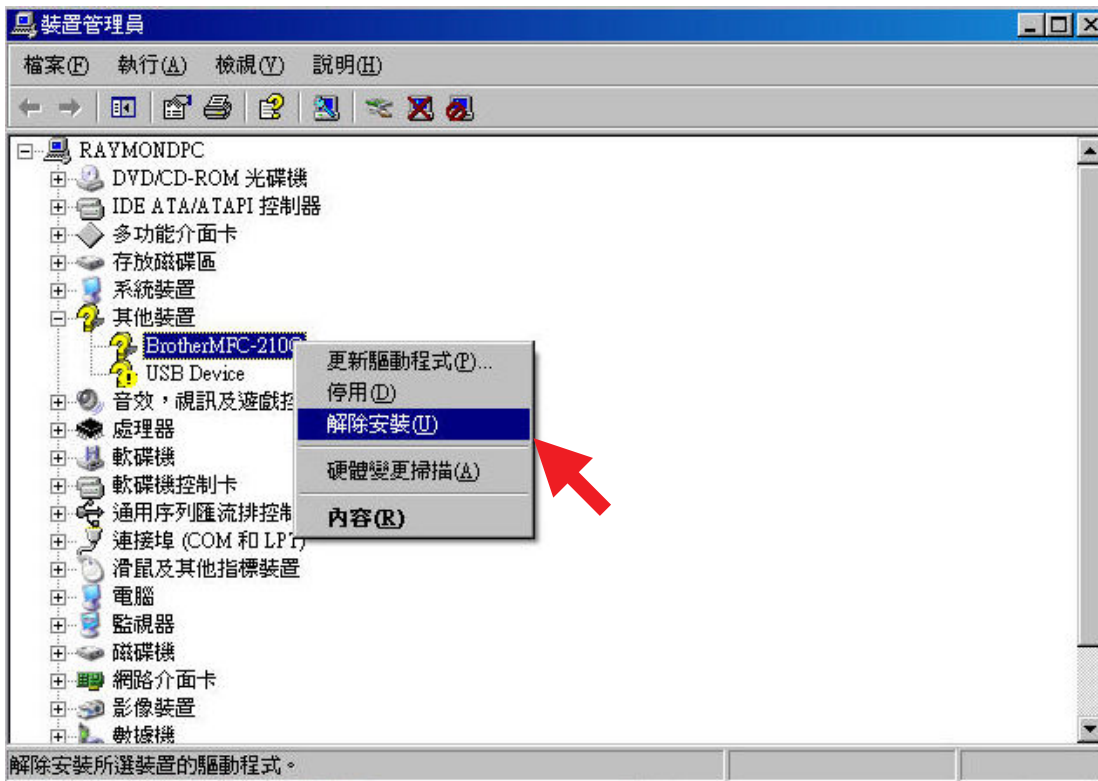 裝置管理員
檔案(F) 執行(A) 檢視(V) 說明(H)
RAYMONDPC
DVD/CD-ROM 光碟機
IDE ATA/ATAPI 控制器
多功能介面卡
存放磁碟區
系統裝置
其他裝置
BrotherMFC-210C
USB Device
音效，視訊及遊戲控
處理器
軟碟機
軟碟機控制卡
通用序列匯流排控制
連接埠 (COM 和 LPT)
滑鼠及其他指標裝置
電腦
監視器
磁碟機
網路介面卡
影像裝置
數據機
更新驅動程式(P)...
停用(D)
解除安裝(U)
硬體變更掃描(A)
內容(R)
解除安裝所選裝置的驅動程式。